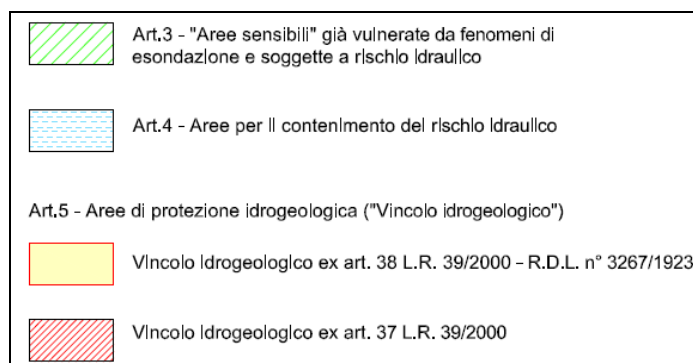 Art.3 - "Aree sensibili" già vulnerate da fenomeni di
esondazione e soggette a rischio idraulico
Art.4 - Aree per il contenimento del rischio idraulico
Art.5 - Aree di protezione idrogeologica ("Vincolo idrogeologico")
Vincolo idrogeologico ex art. 38 L.R. 39/2000 - R.D.L. n° 3267/1923
Vincolo idrogeologico ex art. 37 L.R. 39/2000